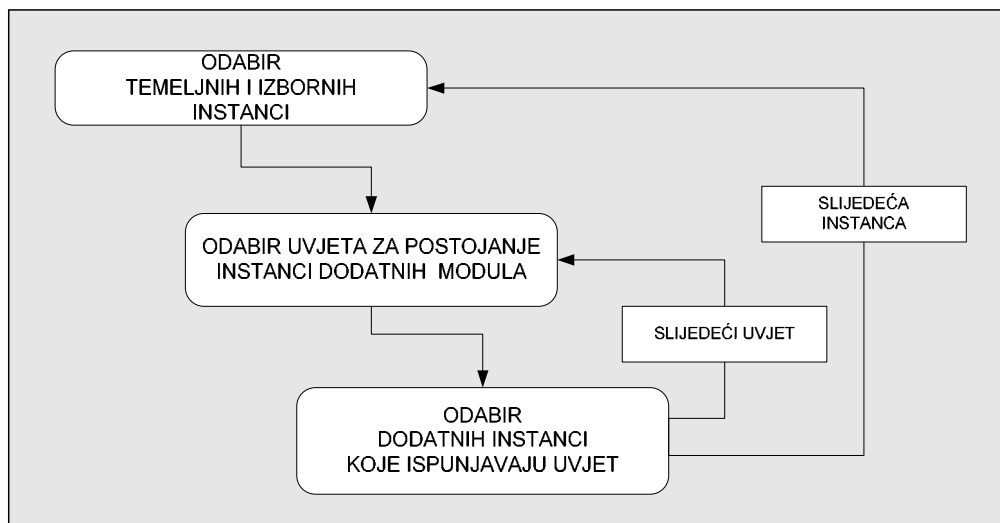 ODABIR
TEMELJNIH I IZBORNIH
INSTANCI
SLIJEDEĆA
INSTANCA
ODABIR UVJETA ZA POSTOJANJE
INSTANCI DODATNIH MODULA
SLIJEDEĆI UVJET
ODABIR
DODATNIH INSTANCI
KOJE ISPUNJAVAJU UVJET